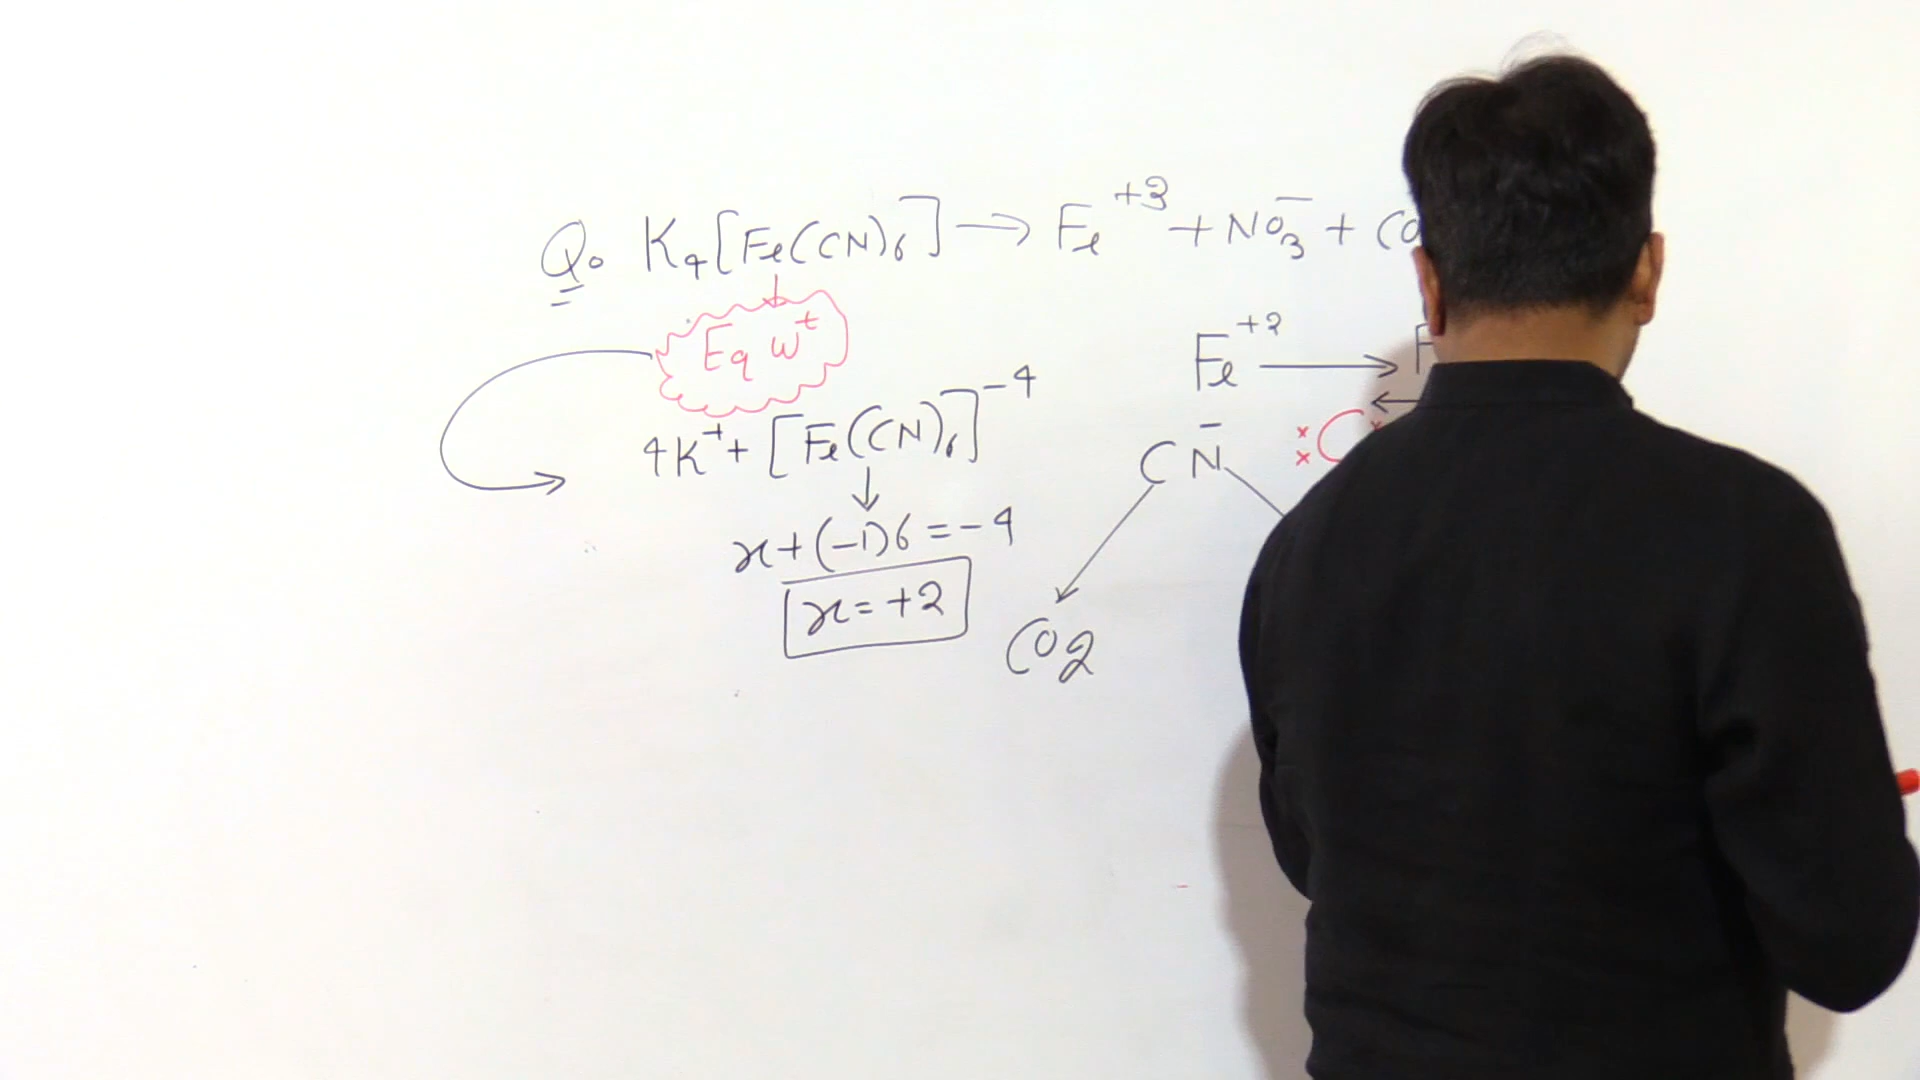 Q. K₄[Fe(CN)₆] → Fe⁺³ + NO₃⁻ + CO
Eq wt
Fe⁺² →
4K⁺ + [Fe(CN)₆]⁻⁴
CN⁻
C
x + (-1)6 = -4
x = +2
CO₂